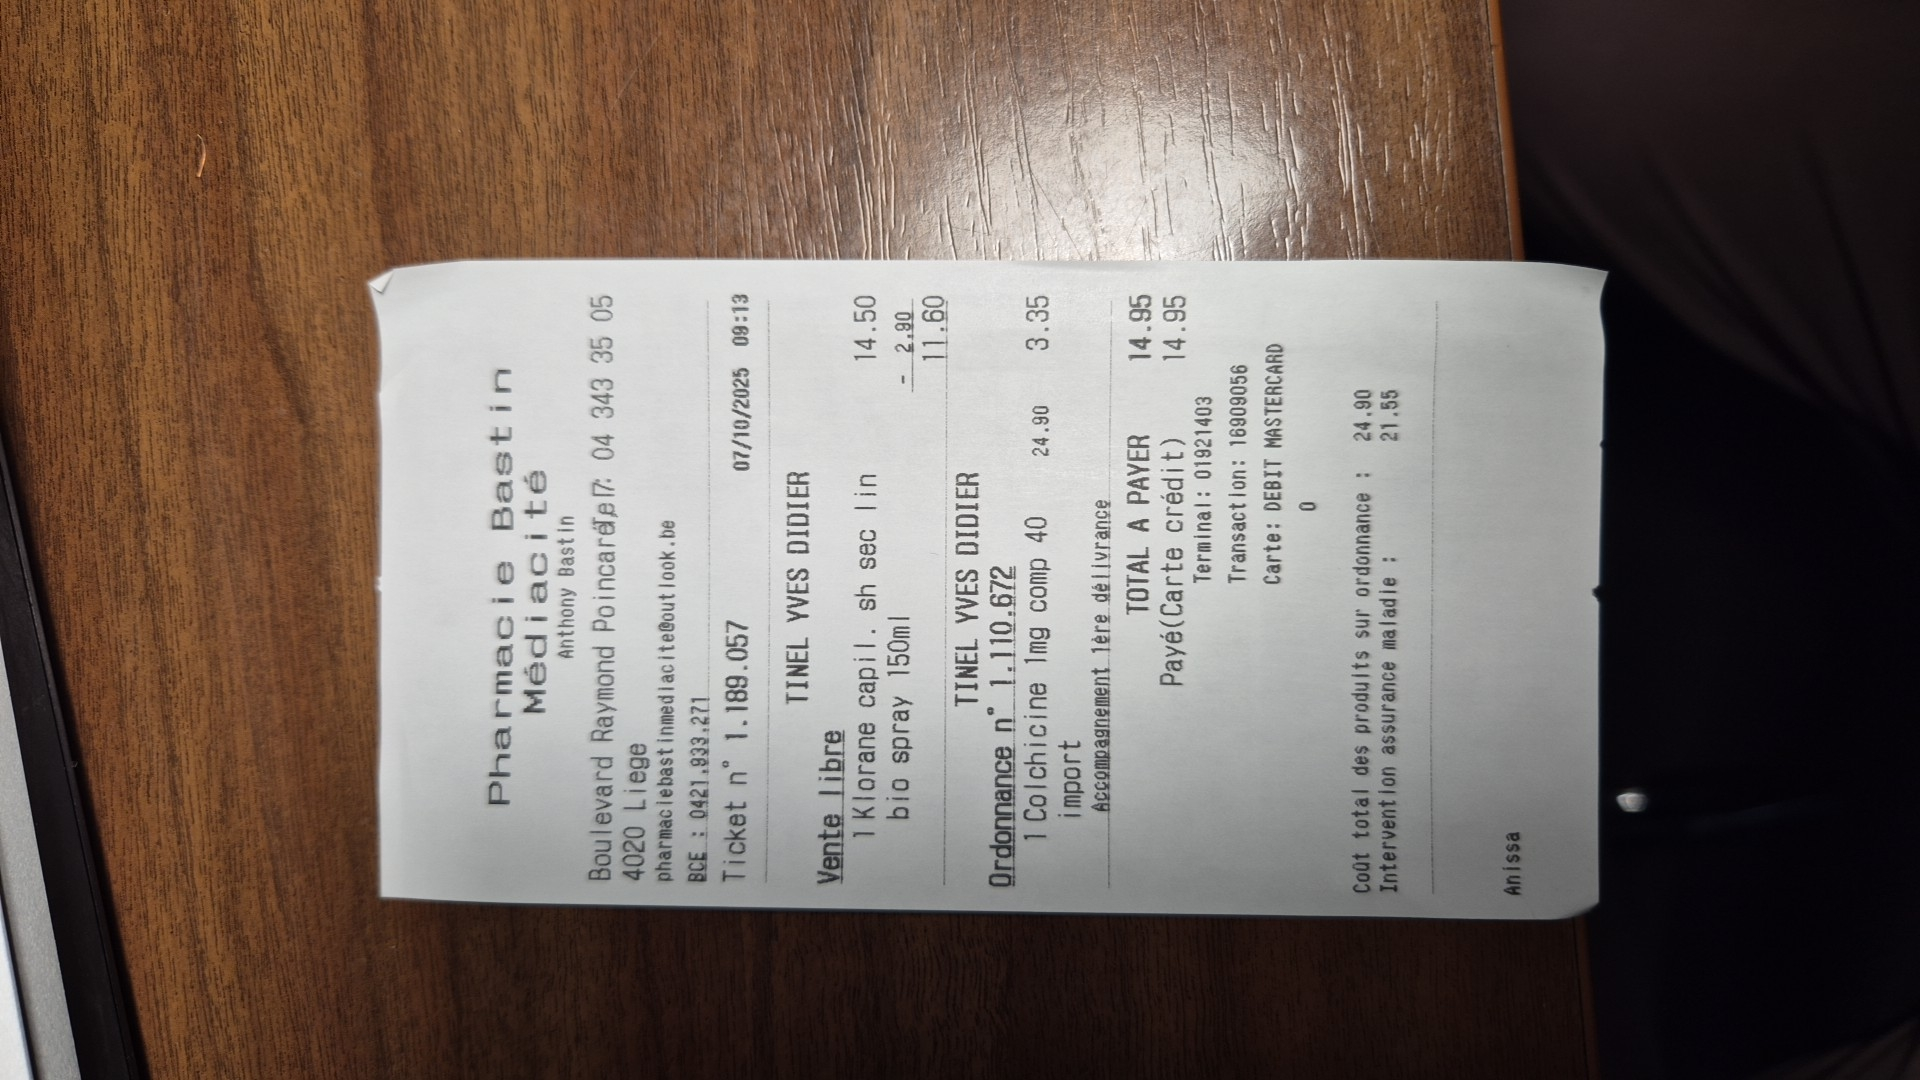 Pharmacie Bastin
Médiacité
Anthony Bastin
Boulevard Raymond Poincaré 7 Tel: 04 343 35 05
4020 Liege
pharmaciebastinmediacite@outlook.be
BCE : 0421.933.271
Ticket n° 1.189.057 07/10/2025 09:13
TINEL YVES DIDIER
Vente libre
1 Klorane capil. sh sec lin 14.50
bio spray 150ml - 2.90
11.60
TINEL YVES DIDIER
Ordonnance n° 1.110.672
1 Colchicine 1mg comp 40 24.90 3.35
import
Accompagnement 1ère délivrance
TOTAL A PAYER 14.95
Payé(Carte crédit) 14.95
Terminal: 01921403
Transaction: 16909056
Carte: DEBIT MASTERCARD
0
Coût total des produits sur ordonnance : 24.90
Intervention assurance maladie : 21.55
Anissa